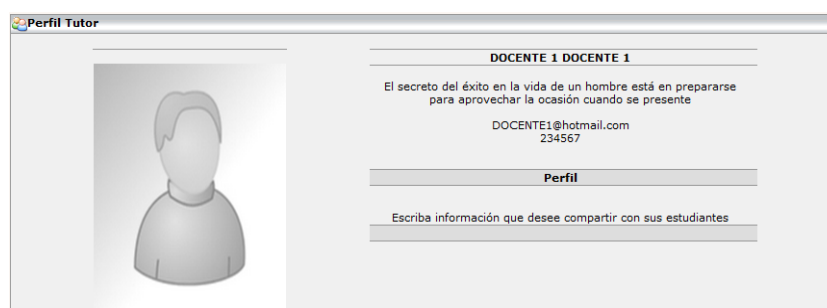 Perfil Tutor
DOCENTE 1 DOCENTE 1
El secreto del éxito en la vida de un hombre está en prepararse
para aprovechar la ocasión cuando se presente
DOCENTE1@hotmail.com
234567
Perfil
Escriba información que desee compartir con sus estudiantes